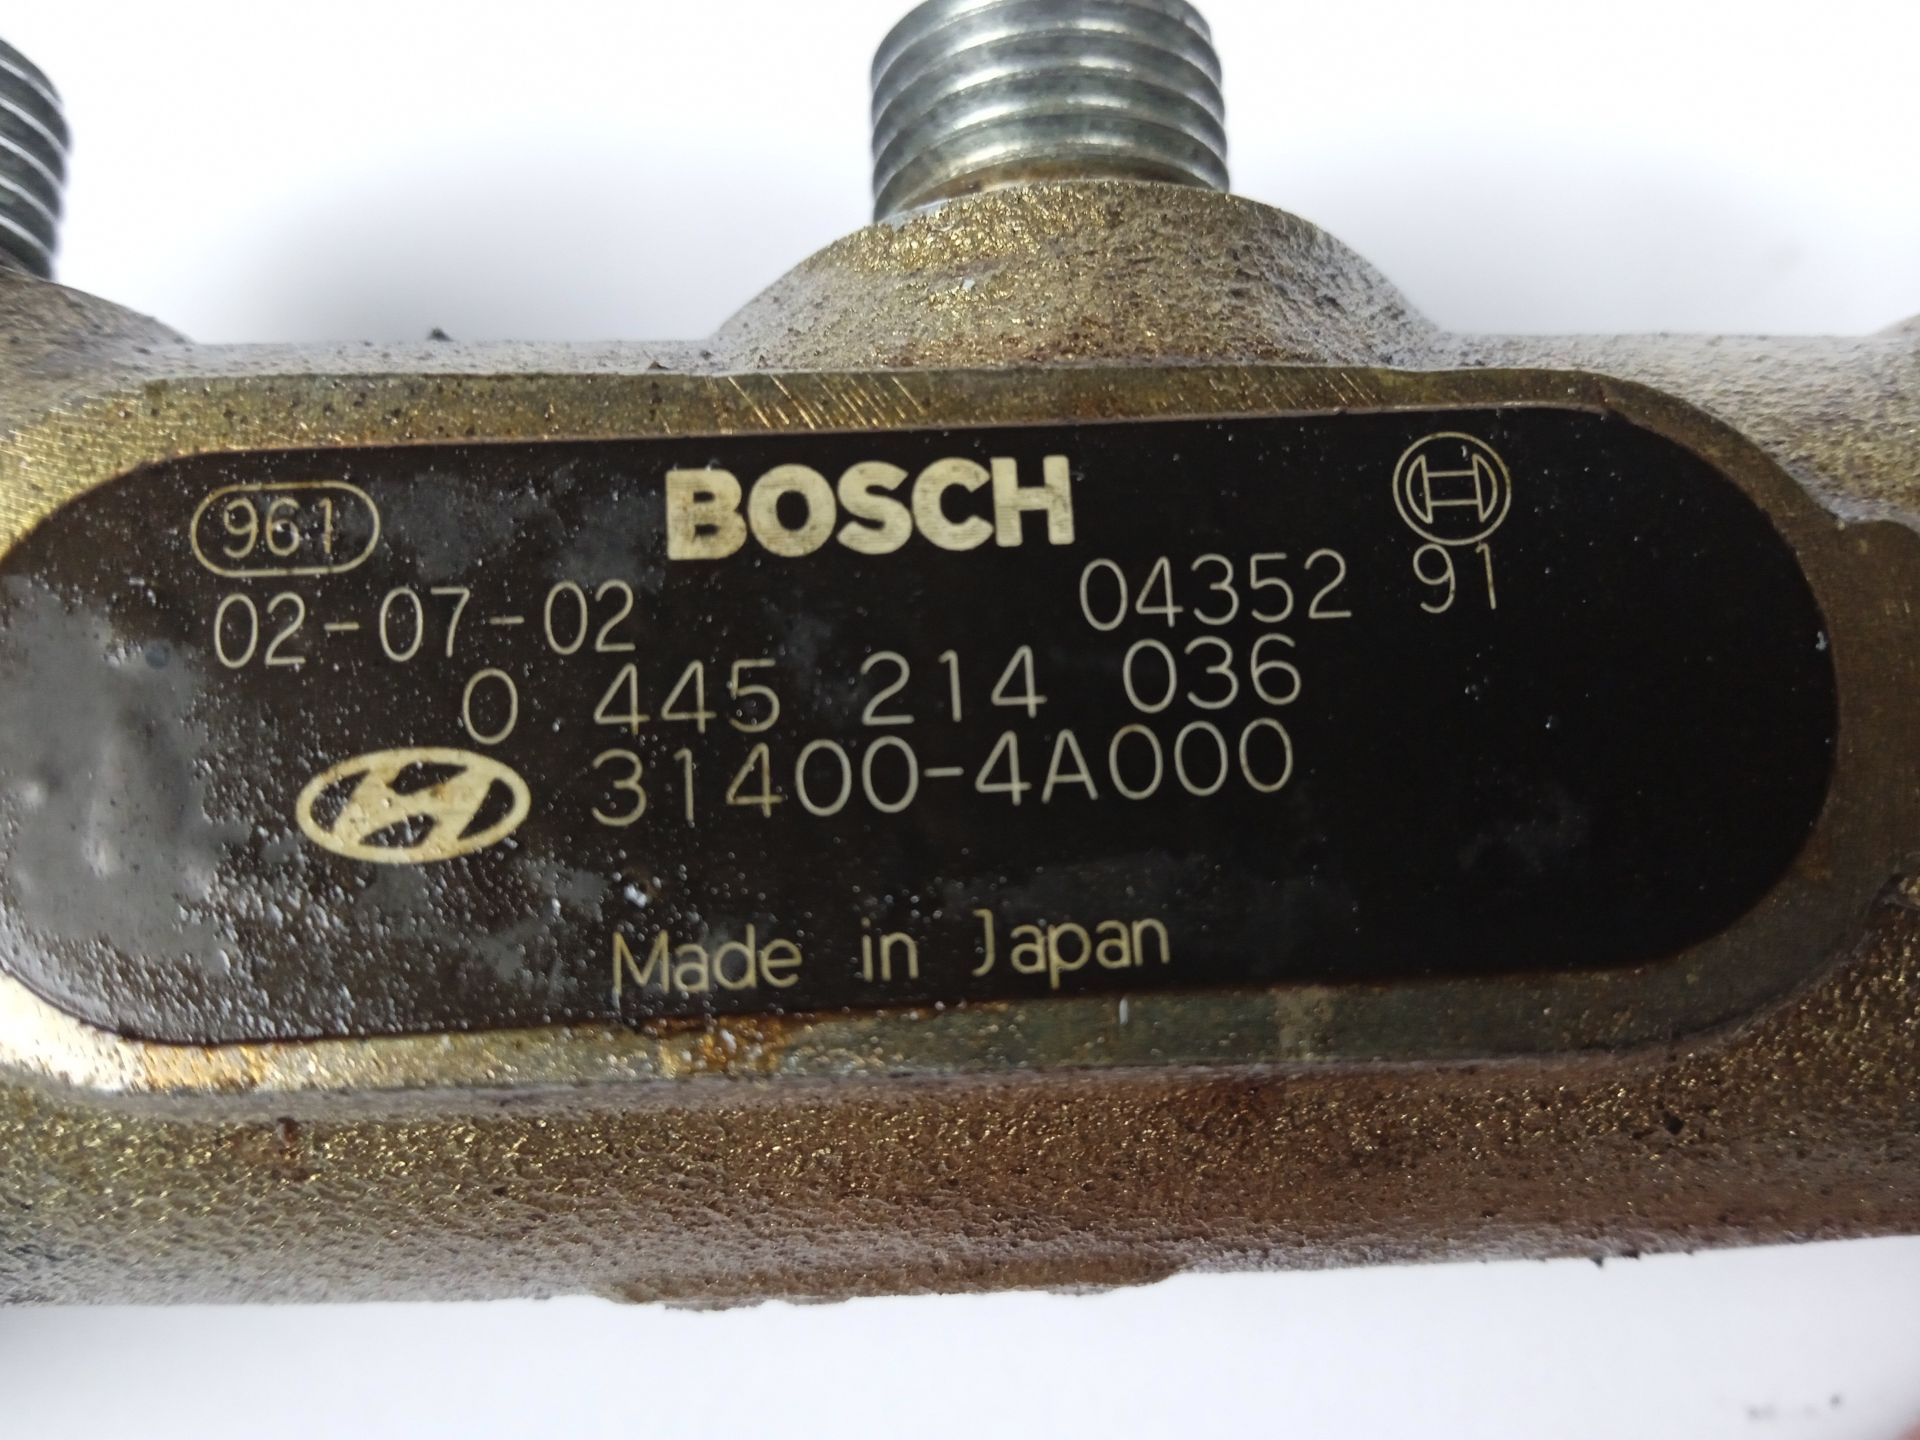 961 BOSCH
02-07-02 04352 91
0 445 214 036
31400-4A000
Made in Japan